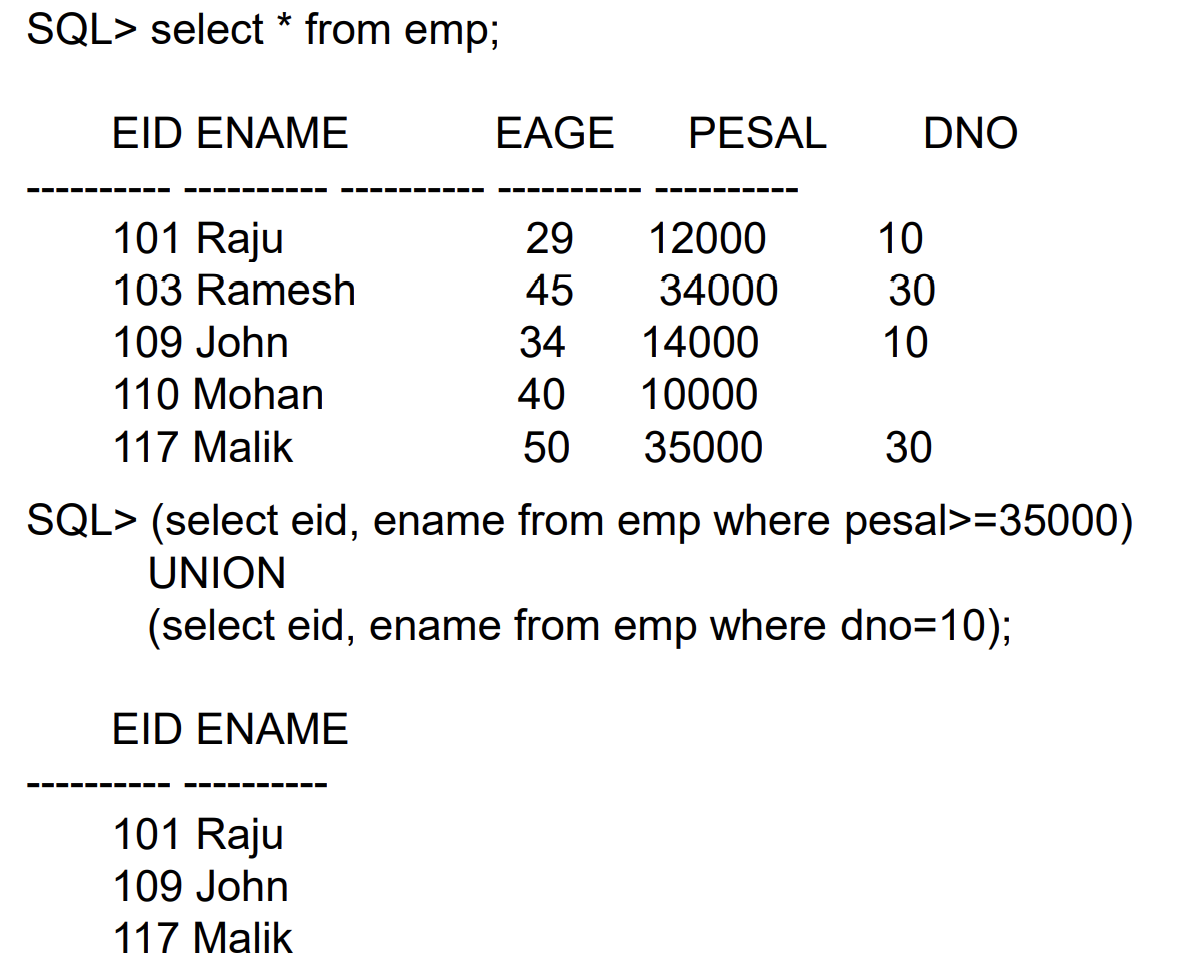 SQL> select * from emp;
EID ENAME EAGE PESAL DNO
---------- ---------- ---------- ---------- ----------
101 Raju 29 12000 10
103 Ramesh 45 34000 30
109 John 34 14000 10
110 Mohan 40 10000
117 Malik 50 35000 30
SQL> (select eid, ename from emp where pesal>=35000)
UNION
(select eid, ename from emp where dno=10);
EID ENAME
---------- ----------
101 Raju
109 John
117 Malik